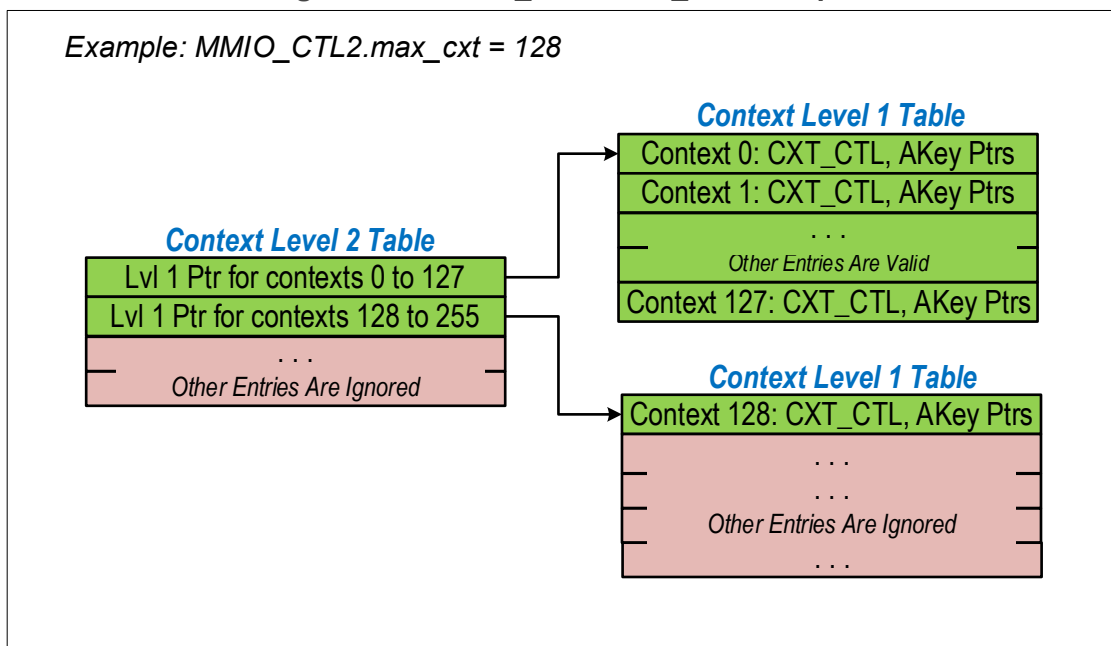 Example: MMIO_CTL2.max_cxt = 128
Context Level 2 Table
Lvl 1 Ptr for contexts 0 to 127
Lvl 1 Ptr for contexts 128 to 255
. . .
Other Entries Are Ignored
Context Level 1 Table
Context 0: CXT_CTL, AKey Ptrs
Context 1: CXT_CTL, AKey Ptrs
. . .
Other Entries Are Valid
Context 127: CXT_CTL, AKey Ptrs
Context Level 1 Table
Context 128: CXT_CTL, AKey Ptrs
. . .
. . .
Other Entries Are Ignored
. . .